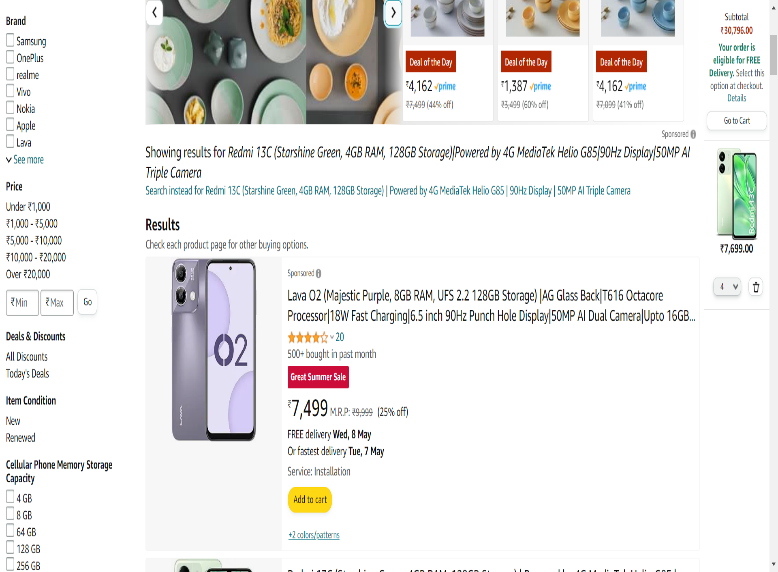 Brand
Samsung
OnePlus
realme
Vivo
Nokia
Apple
Lava
See more
Price
Under ₹1,000
₹1,000 - ₹5,000
₹5,000 - ₹10,000
₹10,000 - ₹20,000
Over ₹20,000
₹ Min ₹ Max Go
Deals & Discounts
All Discounts
Today's Deals
Item Condition
New
Renewed
Cellular Phone Memory Storage
Capacity
4 GB
8 GB
64 GB
128 GB
256 GB
Deal of the Day
₹4,162 prime
₹7,499 (44% off)
Deal of the Day
₹1,387 prime
₹3,499 (60% off)
Deal of the Day
₹4,162 prime
₹7,099 (41% off)
Sponsored
Showing results for Redmi 13C (Starshine Green, 4GB RAM, 128GB Storage)|Powered by 4G MediaTek Helio G85|90Hz Display|50MP AI
Triple Camera
Search instead for Redmi 13C (Starshine Green, 4GB RAM, 128GB Storage) | Powered by 4G MediaTek Helio G85 | 90Hz Display | 50MP AI Triple Camera
Results
Check each product page for other buying options.
O2
LAVA
Sponsored
Lava O2 (Majestic Purple, 8GB RAM, UFS 2.2 128GB Storage) |AG Glass Back|T616 Octacore
Processor|18W Fast Charging|6.5 inch 90Hz Punch Hole Display|50MP AI Dual Camera|Upto 16GB...
20
500+ bought in past month
Great Summer Sale
₹7,499 M.R.P: ₹9,999 (25% off)
FREE delivery Wed, 8 May
Or fastest delivery Tue, 7 May
Service: Installation
Add to cart
+2 colors/patterns
Subtotal
₹30,796.00
Your order is
eligible for FREE
Delivery. Select this
option at checkout.
Details
Go to Cart
Redmi 13C
₹7,699.00
4